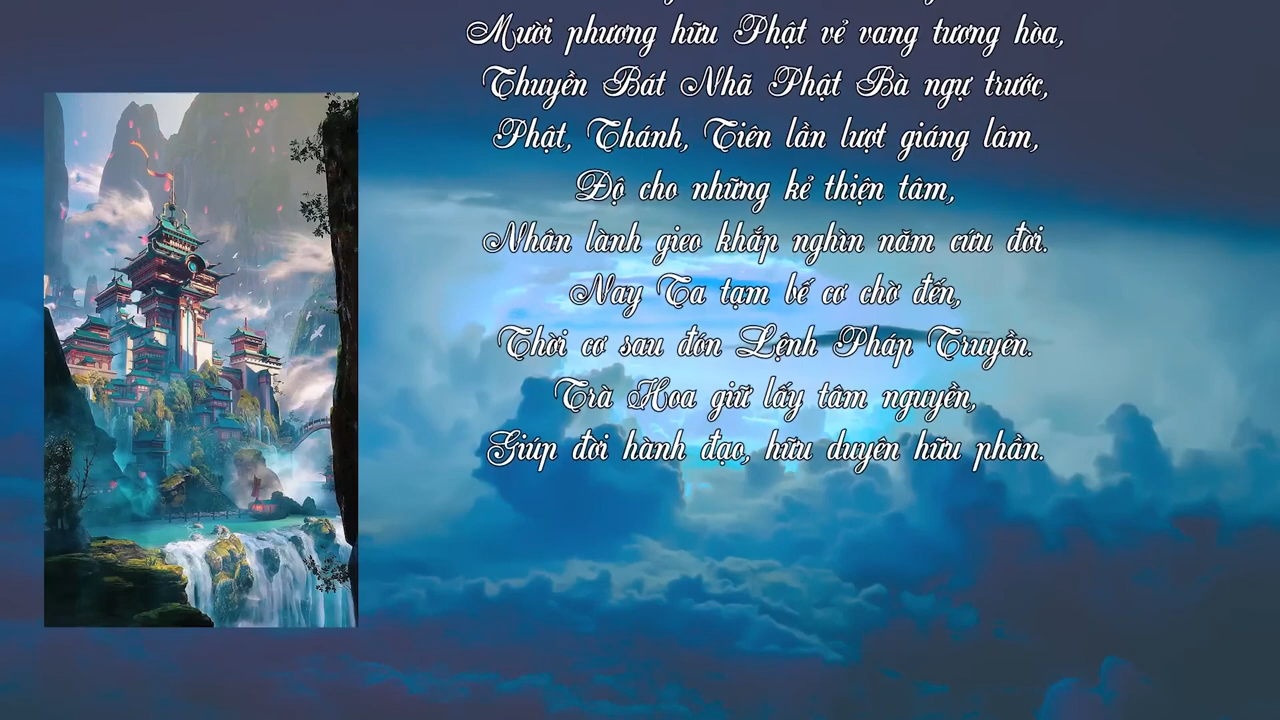 Mười phương hữu Phật vẻ vang tương hòa,
Thuyền Bát Nhã Phật Bà ngự trước,
Phật, Thánh, Tiên lần lượt giáng lâm,
Độ cho những kẻ thiện tâm,
Nhân lành gieo khắp nghìn năm cứu đời.
Nay Ta tạm bế cơ chờ đến,
Thời cơ sau đón Lệnh Pháp Truyền.
Trà Hoa giữ lấy tâm nguyền,
Giúp đời hành đạo, hữu duyên hữu phần.